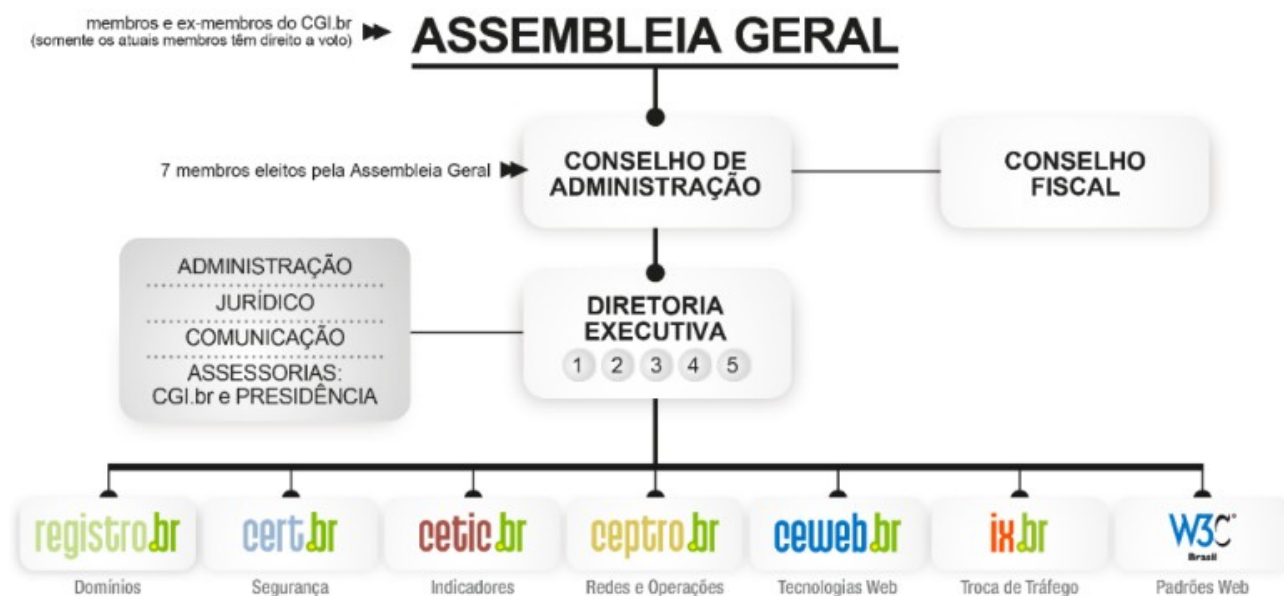 membros e ex-membros do CGI.br
(somente os atuais membros têm direito a voto)
ASSEMBLEIA GERAL
7 membros eleitos pela Assembleia Geral
CONSELHO DE
ADMINISTRAÇÃO
CONSELHO
FISCAL
ADMINISTRAÇÃO
JURÍDICO
COMUNICAÇÃO
ASSESSORIAS:
CGI.br e PRESIDÊNCIA
DIRETORIA
EXECUTIVA
1 2 3 4 5
registro.br
cert.br
cetic.br
ceptro.br
ceweb.br
ix.br
W3C®
Brasil
Domínios
Segurança
Indicadores
Redes e Operações
Tecnologias Web
Troca de Tráfego
Padrões Web